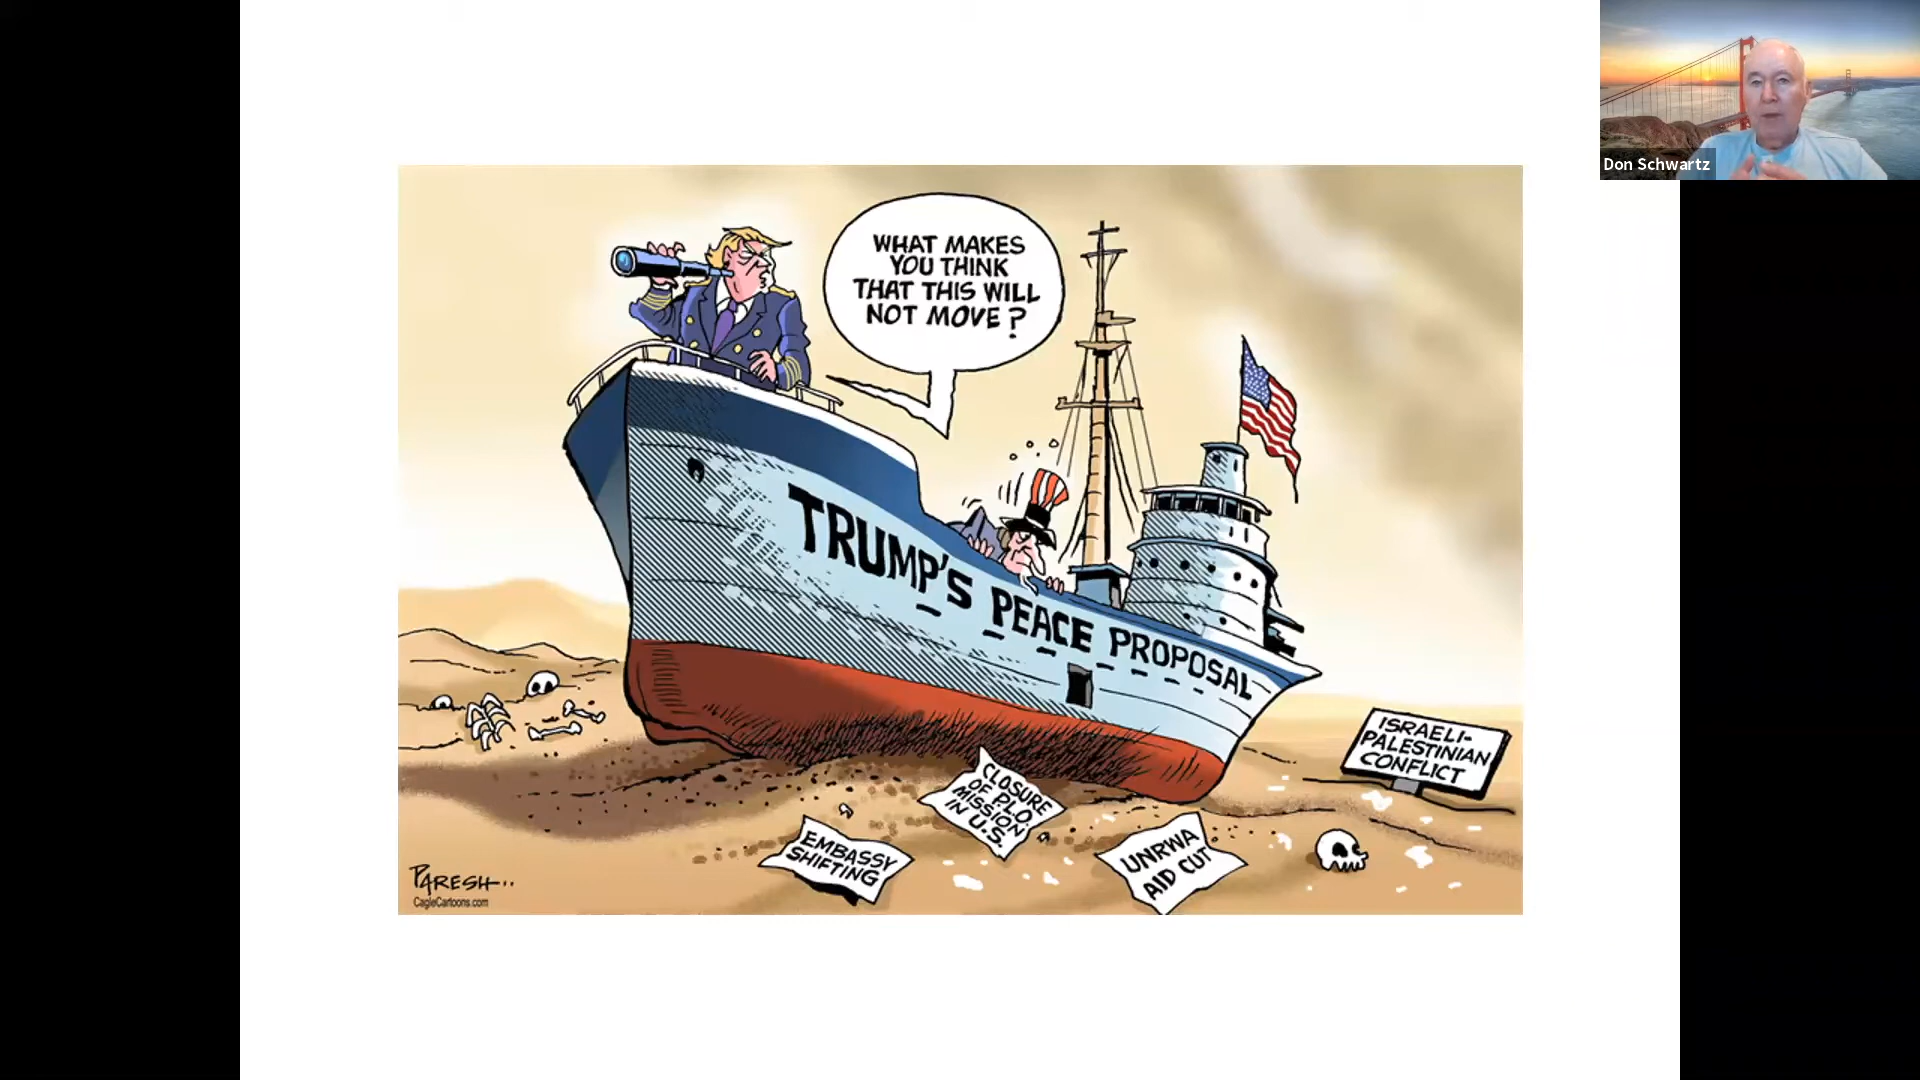 Don Schwartz
WHAT MAKES
YOU THINK
THAT THIS WILL
NOT MOVE?
TRUMP'S PEACE PROPOSAL
ISRAELI-
PALESTINIAN
CONFLICT
CLOSURE
OF P.L.O.
MISSION
IN U.S.
EMBASSY
SHIFTING
UNRWA
AID CUT
PARESH..
CagleCartoons.com